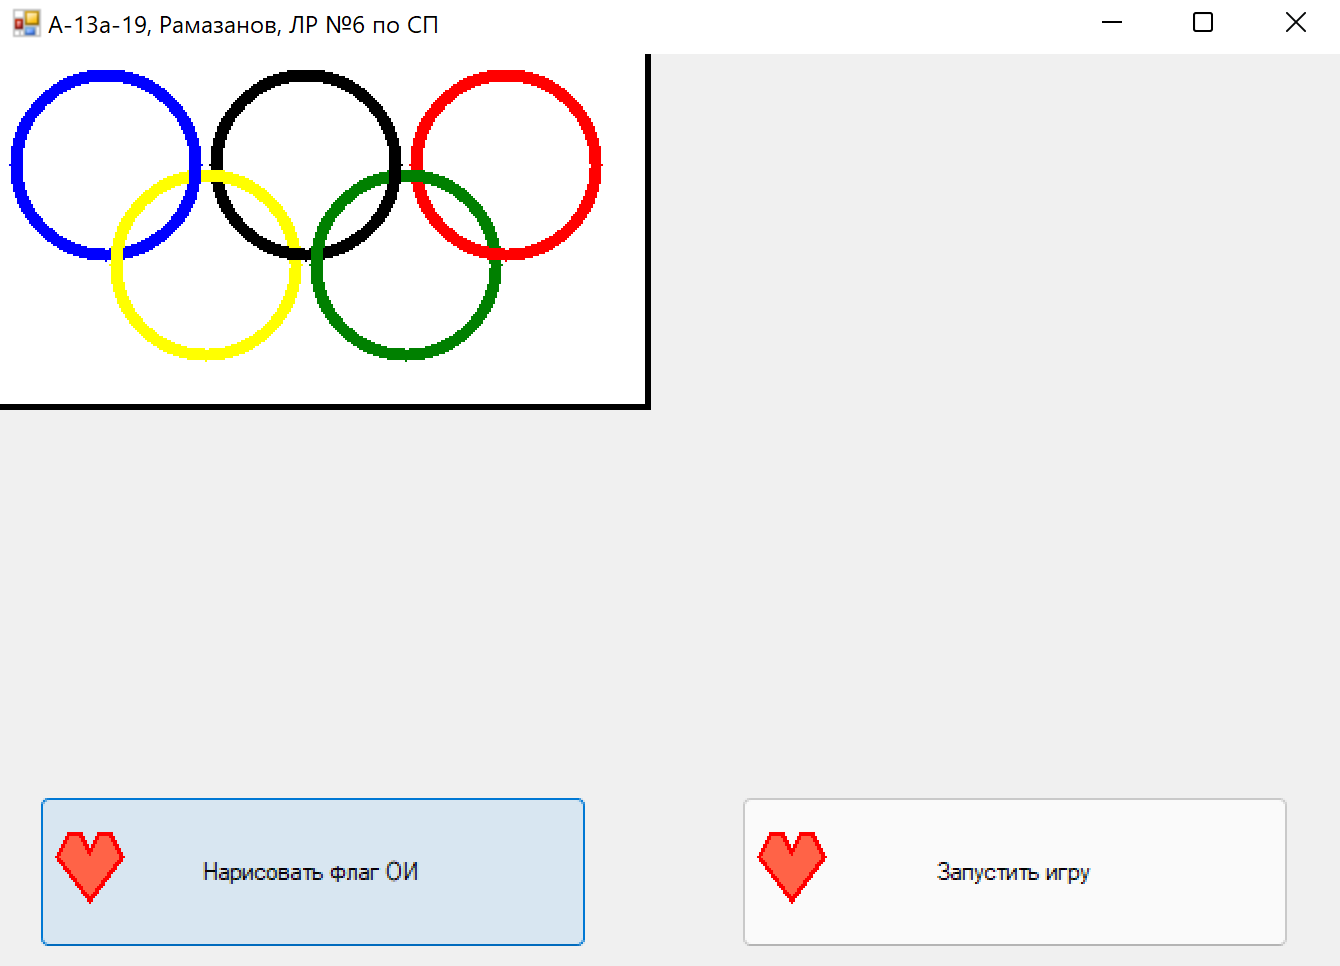 А-13а-19, Рамазанов, ЛР №6 по СП
Нарисовать флаг ОИ
Запустить игру